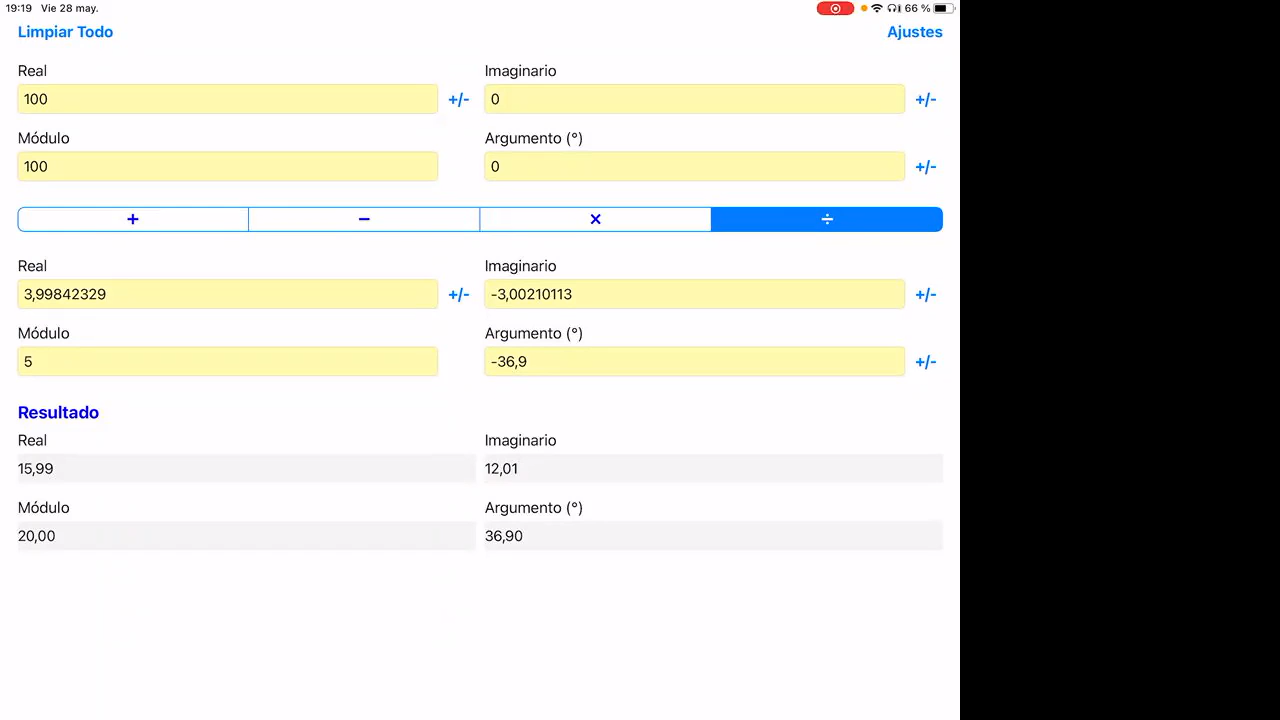 19:19 Vie 28 may. 66 %
Limpiar Todo Ajustes
Real Imaginario
100 +/- 0 +/-
Módulo Argumento (°)
100 0 +/-
+ − × ÷
Real Imaginario
3,99842329 +/- -3,00210113 +/-
Módulo Argumento (°)
5 -36,9 +/-
Resultado
Real Imaginario
15,99 12,01
Módulo Argumento (°)
20,00 36,90